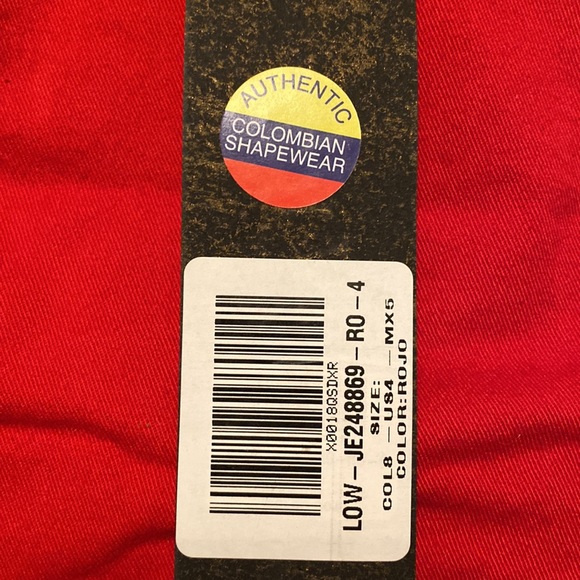 AUTHENTIC
COLOMBIAN
SHAPEWEAR
X0018QSDXR
LOW-JE248869-RO-4
SIZE:
COL8 -US4 -MX5
COLOR:ROJO